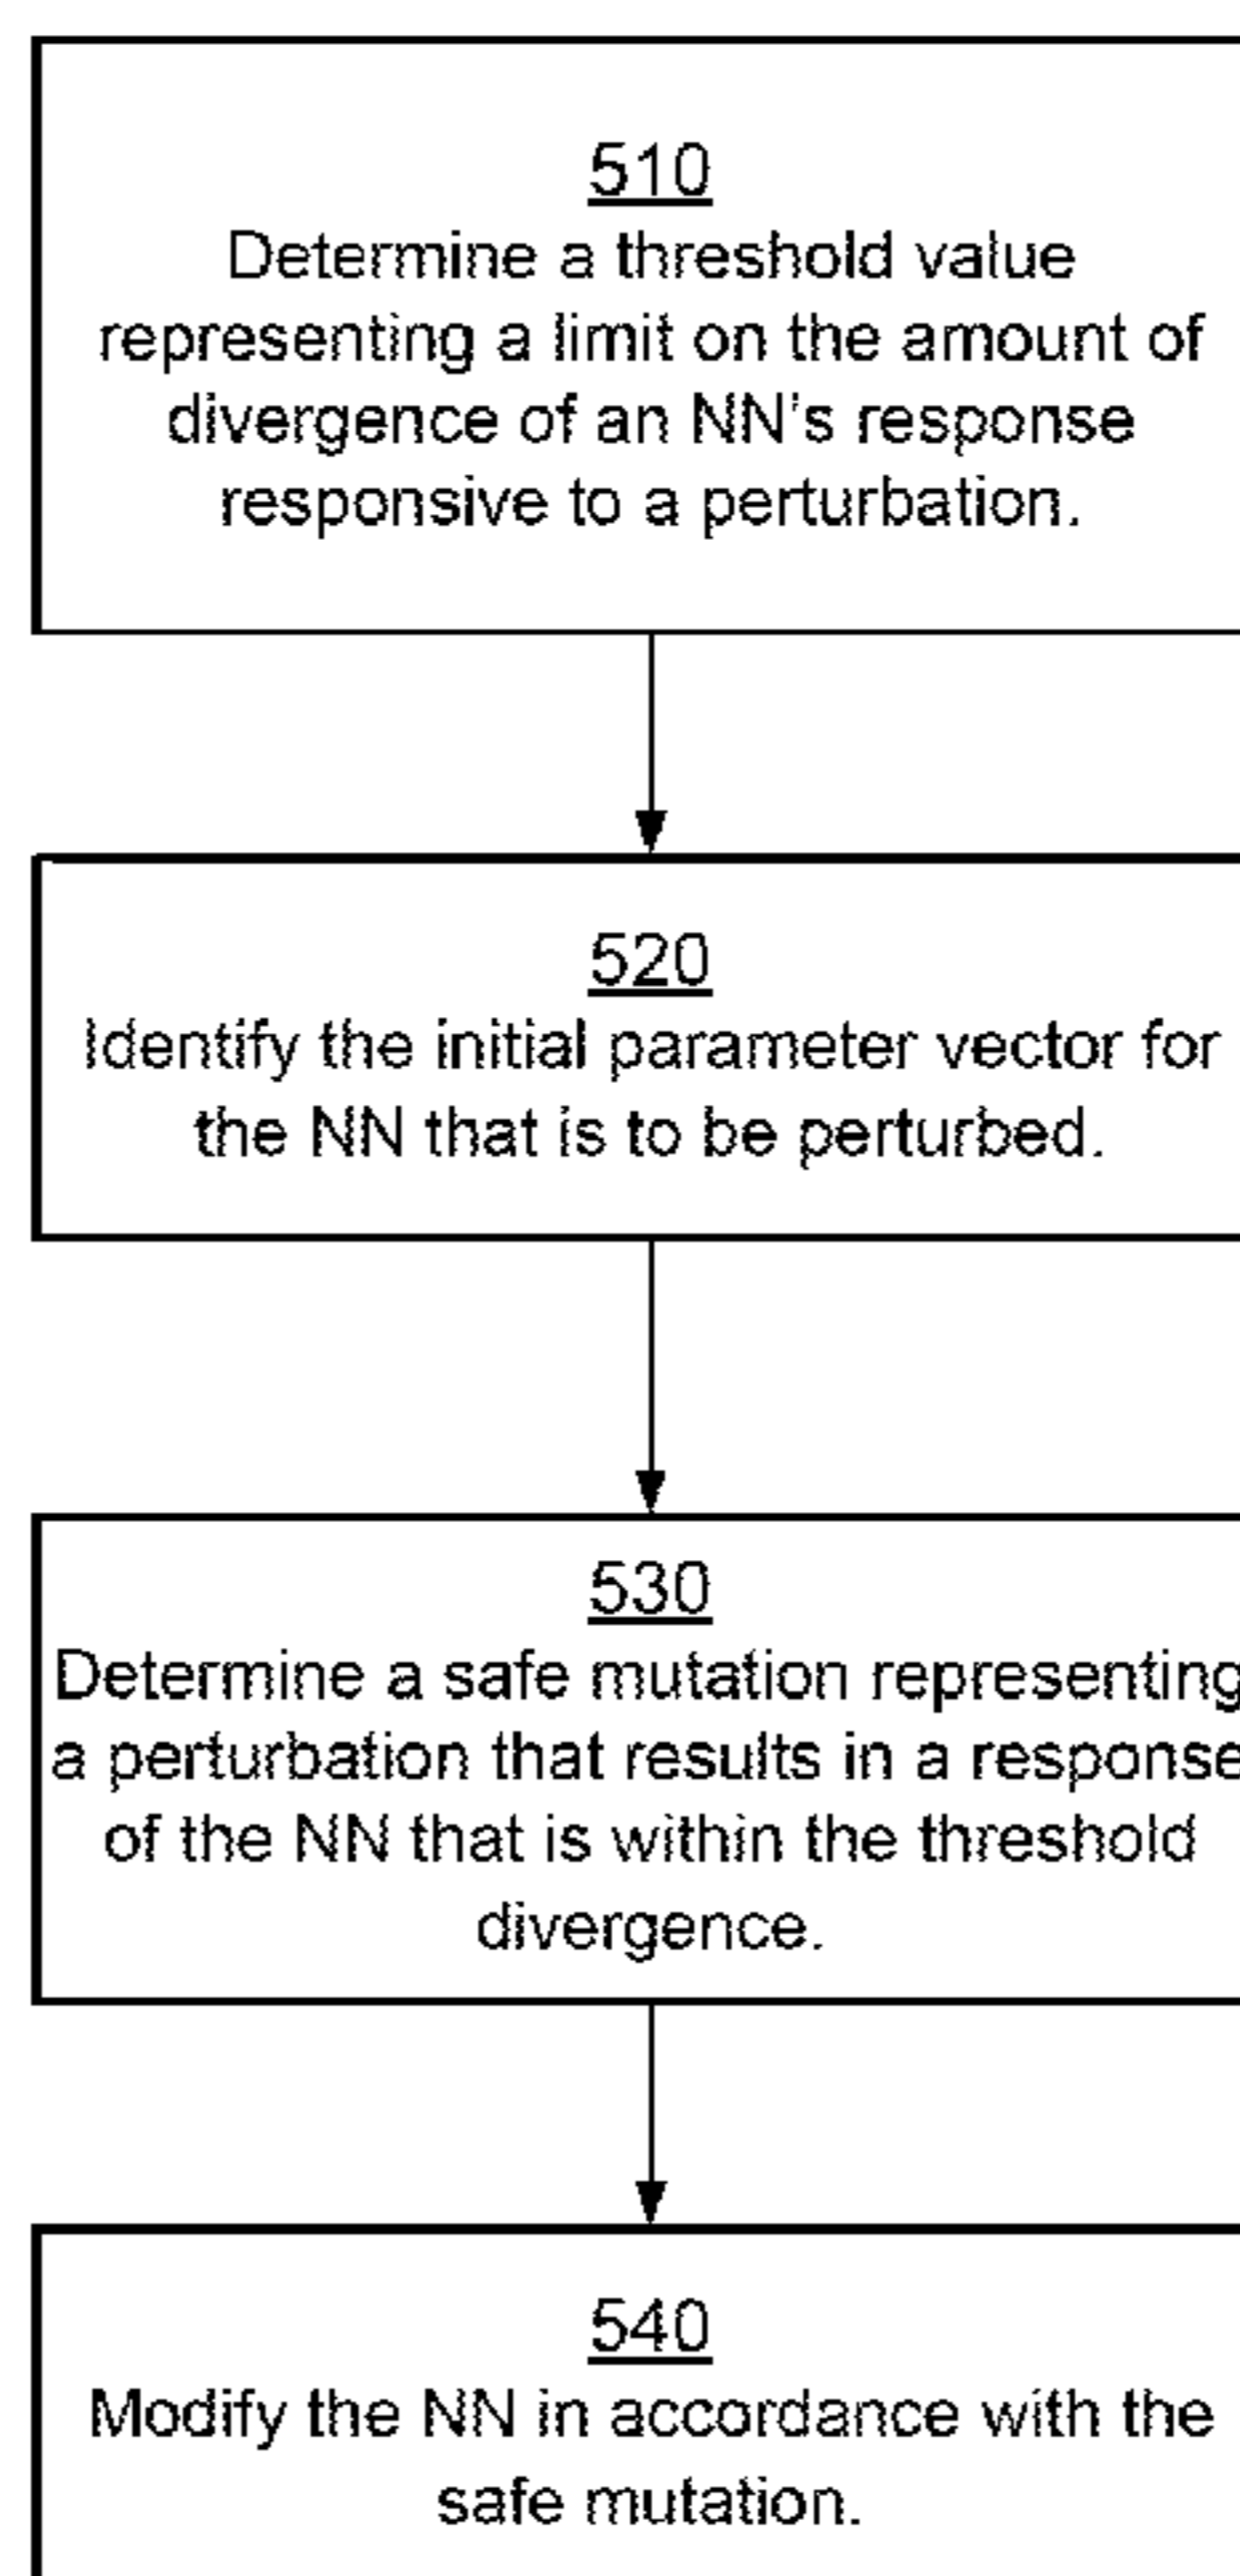 510
Determine a threshold value
representing a limit on the amount of
divergence of an NN's response
responsive to a perturbation.
520
Identify the initial parameter vector for
the NN that is to be perturbed.
530
Determine a safe mutation representing
a perturbation that results in a response
of the NN that is within the threshold
divergence.
540
Modify the NN in accordance with the
safe mutation.